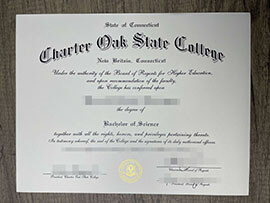 State of Connecticut
Charter Oak State College
New Britain, Connecticut
Under the authority of the Board of Regents for Higher Education,
and upon recommendation of the faculty,
the College has conferred upon
the degree of
Bachelor of Science
together with all the rights, honors, and privileges pertaining thereto.
In testimony whereof, the seal of the College and the signature of its duly authorized officers